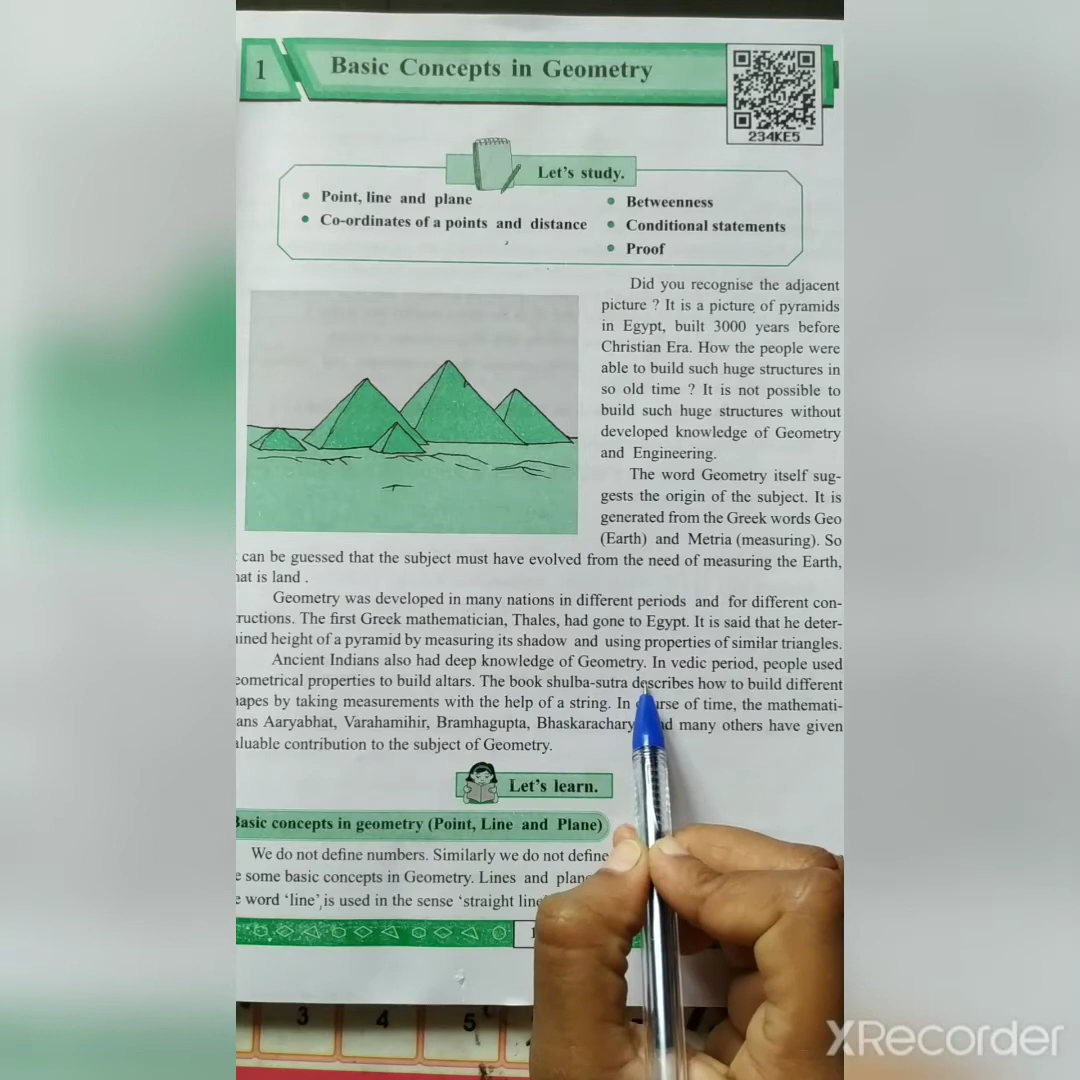 1
Basic Concepts in Geometry
234KE5
Let's study.
• Point, line and plane
• Co-ordinates of a points and distance
• Betweenness
• Conditional statements
• Proof
Did you recognise the adjacent
picture ? It is a picture of pyramids
in Egypt, built 3000 years before
Christian Era. How the people were
able to build such huge structures in
so old time ? It is not possible to
build such huge structures without
developed knowledge of Geometry
and Engineering.
The word Geometry itself sug-
gests the origin of the subject. It is
generated from the Greek words Geo
(Earth) and Metria (measuring). So
can be guessed that the subject must have evolved from the need of measuring the Earth,
is land .
Geometry was developed in many nations in different periods and for different con-
The first Greek mathematician, Thales, had gone to Egypt. It is said that he deter-
height of a pyramid by measuring its shadow and using properties of similar triangles.
Ancient Indians also had deep knowledge of Geometry. In vedic period, people used
properties to build altars. The book shulba-sutra describes how to build different
by taking measurements with the help of a string. In of time, the mathemati-
Aaryabhat, Varahamihir, Bramhagupta, many others have given
contribution to the subject of Geometry.
Let's learn.
concepts in geometry (Point, Line and Plane)
We do not define numbers. Similarly we do not define
some basic concepts in Geometry. Lines and
word 'line' is used in the sense 'straight
3 4 5
XRecorder